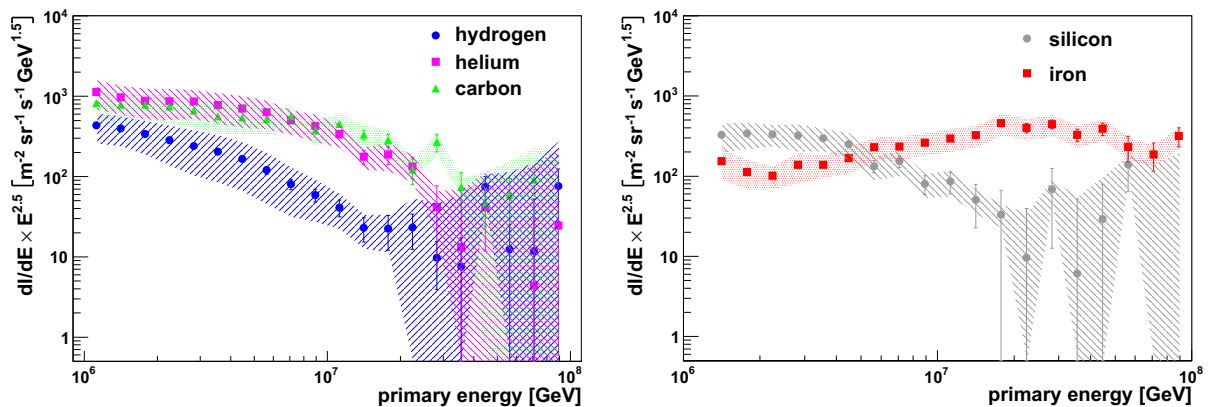 dI/dE × E^2.5 [m^-2 sr^-1 s^-1 GeV^1.5]
10^4
10^3
10^2
10
1
hydrogen
helium
carbon
10^6
10^7
10^8
primary energy [GeV]
dI/dE × E^2.5 [m^-2 sr^-1 s^-1 GeV^1.5]
10^4
10^3
10^2
10
1
silicon
iron
10^6
10^7
10^8
primary energy [GeV]